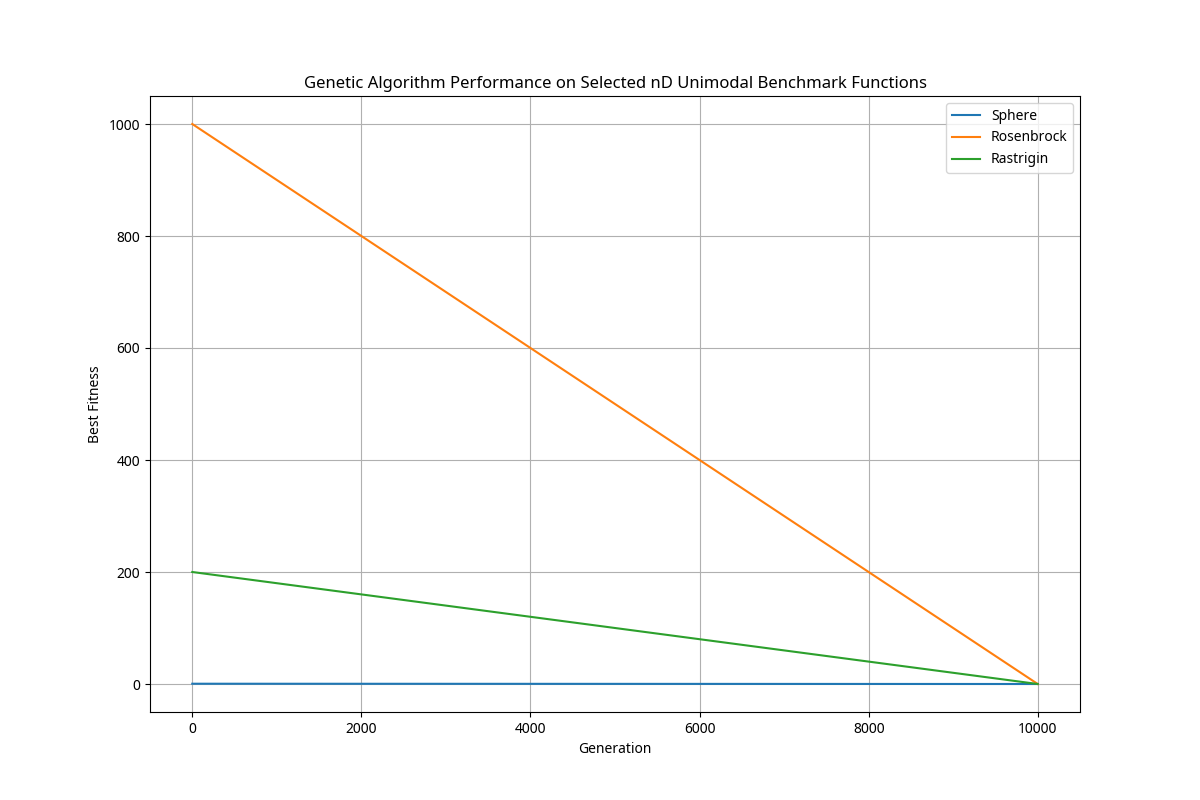 Genetic Algorithm Performance on Selected nD Unimodal Benchmark Functions
Sphere
Rosenbrock
Rastrigin
1000
800
600
400
200
0
Best Fitness
0 2000 4000 6000 8000 10000
Generation